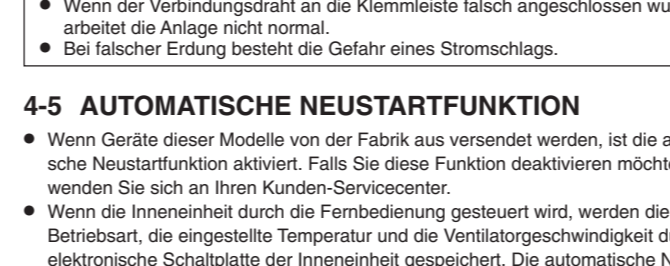 ● Wenn der Verbindungsdraht an die Klemmleiste falsch angeschlossen
arbeitet die Anlage nicht normal.
● Bei falscher Erdung besteht die Gefahr eines Stromschlags.
4-5 AUTOMATISCHE NEUSTARTFUNKTION
● Wenn Geräte dieser Modelle von der Fabrik aus versendet werden, ist die
sche Neustartfunktion aktiviert. Falls Sie diese Funktion deaktivieren
wenden Sie sich an Ihren Kunden-Servicecenter.
● Wenn die Inneneinheit durch die Fernbedienung gesteuert wird, werden die
Betriebsart, die eingestellte Temperatur und die Ventilatorgeschwindigkeit
elektronische Schaltplatte der Inneneinheit gespeichert. Die automatische